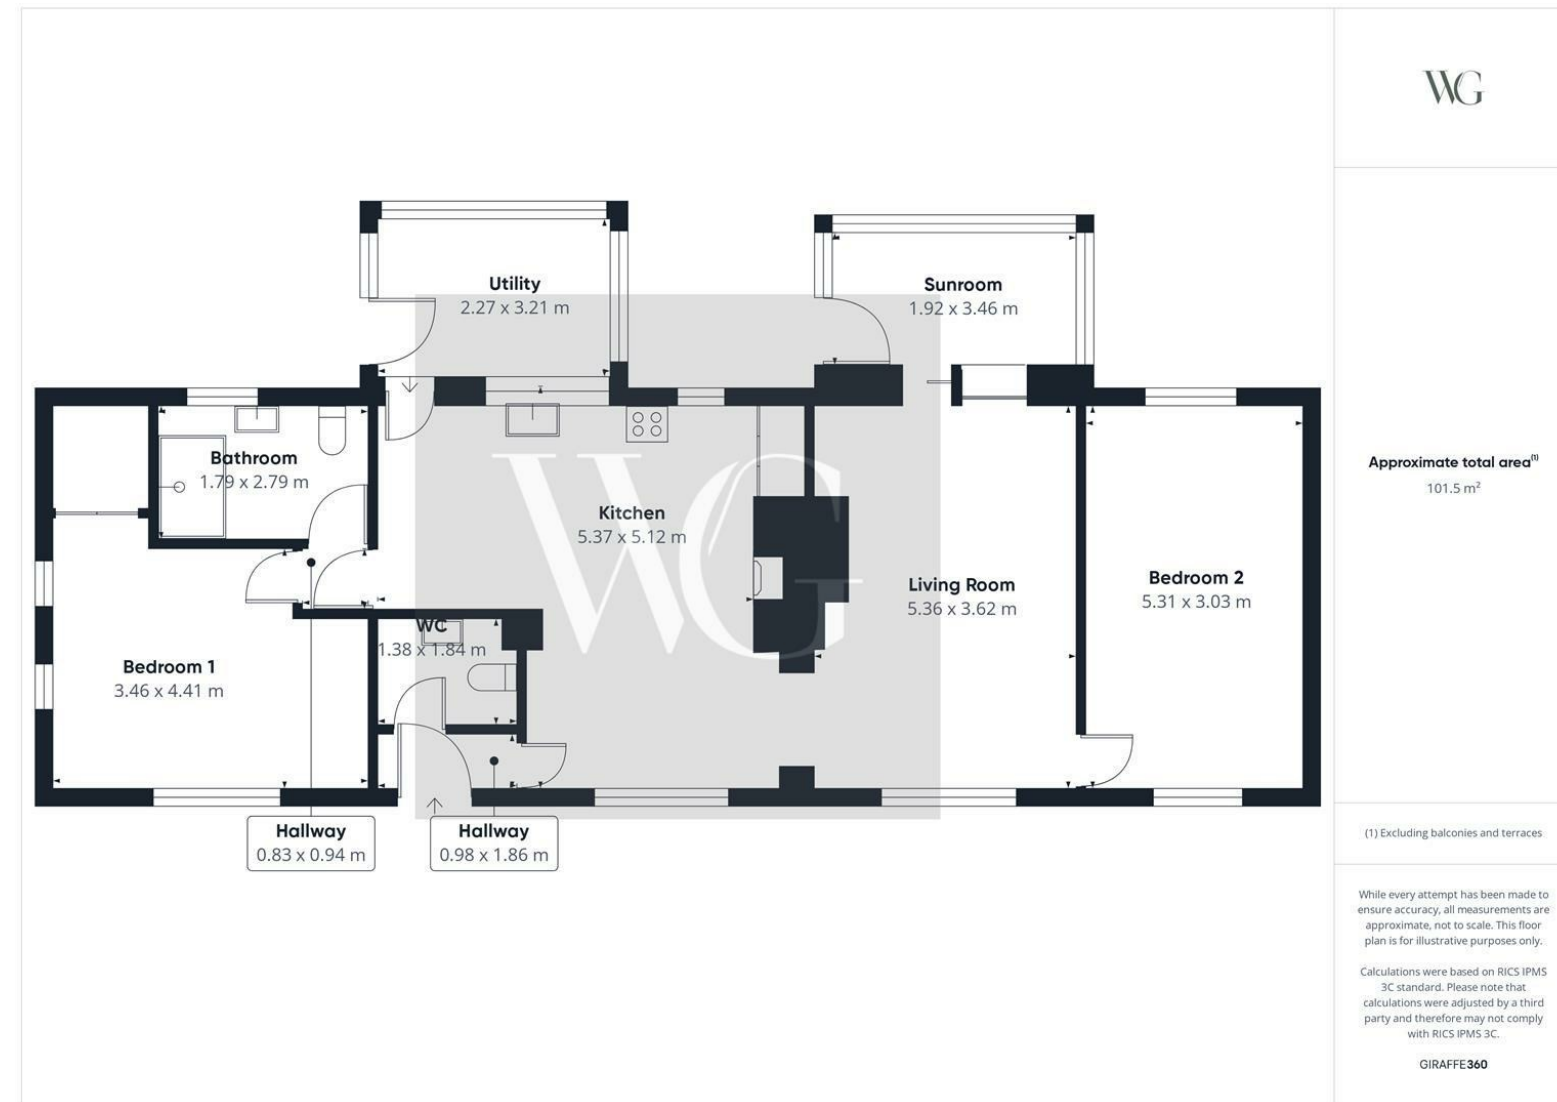 WG
Utility
2.27 x 3.21 m
Sunroom
1.92 x 3.46 m
Bathroom
1.79 x 2.79 m
Kitchen
5.37 x 5.12 m
WG
Living Room
5.36 x 3.62 m
Bedroom 2
5.31 x 3.03 m
WC
1.38 x 1.84 m
Bedroom 1
3.46 x 4.41 m
Hallway
0.83 x 0.94 m
Hallway
0.98 x 1.86 m
Approximate total area(1)
101.5 m²
(1) Excluding balconies and terraces
While every attempt has been made to
ensure accuracy, all measurements are
approximate, not to scale. This floor
plan is for illustrative purposes only.
Calculations were based on RICS IPMS
3C standard. Please note that
calculations were adjusted by a third
party and therefore may not comply
with RICS IPMS 3C.
GIRAFFE360